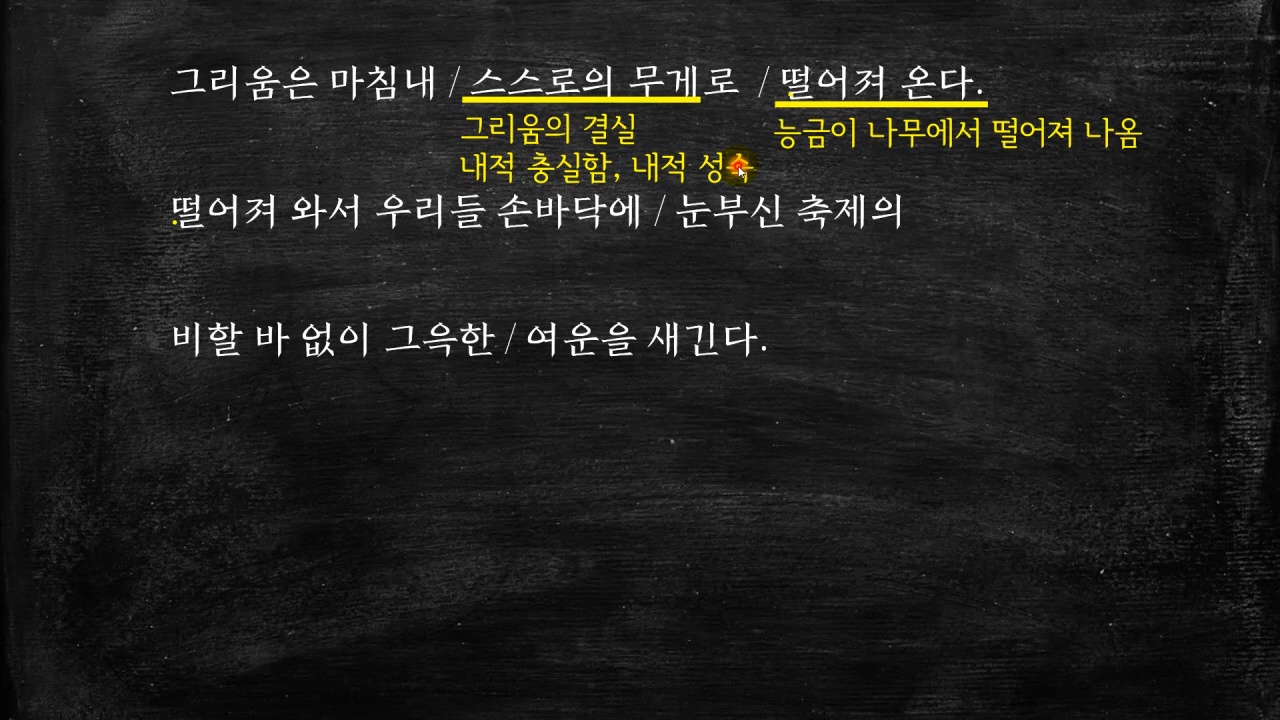 그리움은 마침내 / 스스로의 무게로 / 떨어져 온다.
그리움의 결실 능금이 나무에서 떨어져 나옴
내적 충실함, 내적
떨어져 와서 우리들 손바닥에 / 눈부신 축제의
비할 바 없이 그윽한 / 여운을 새긴다.